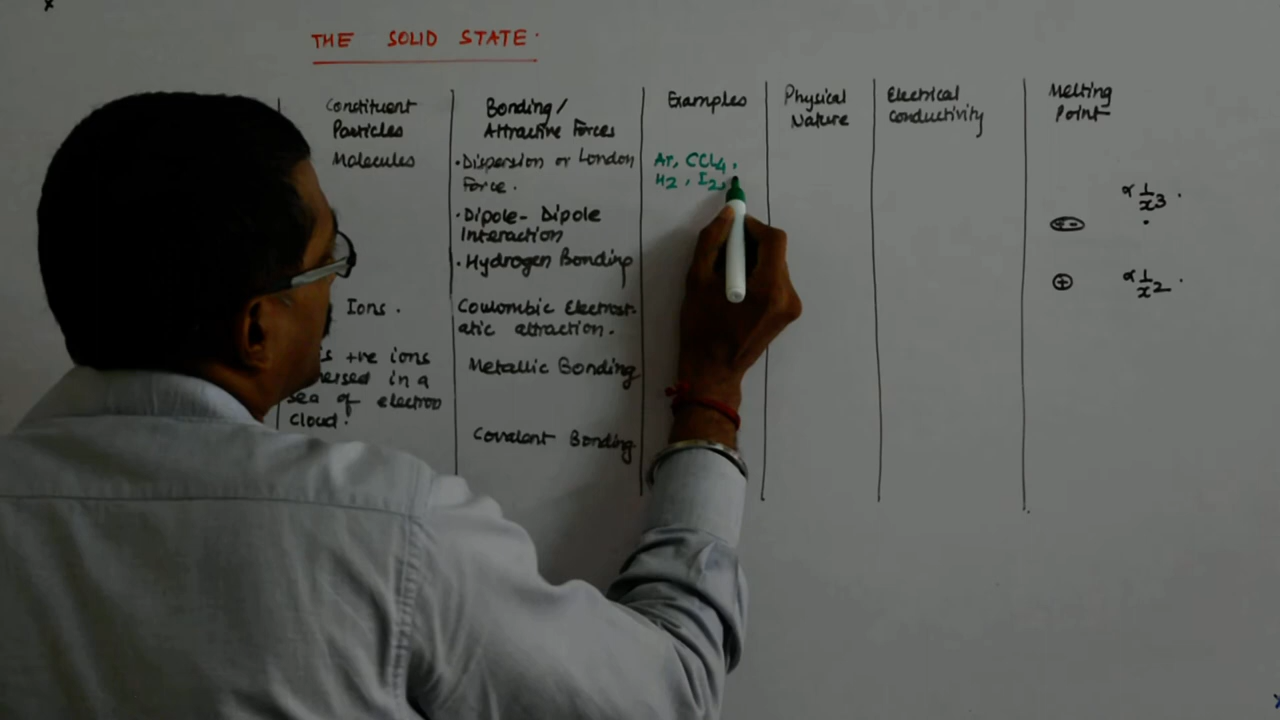 THE SOLID STATE.
Constituent Particles
Bonding/
Attractive Forces
Examples
Physical
Nature
Electrical
Conductivity
Melting
Point
Molecules
• Dispersion or London
Force.
• Dipole-Dipole
Interaction
• Hydrogen Bonding
Ar, CCl4,
H2, I2,
∝ 1/x3.
∝ 1/x2.
Ions.
Coulombic Electrost-
atic attraction.
+ve ions
in a
sea of electron
cloud.
Metallic Bonding
Covalent Bonding